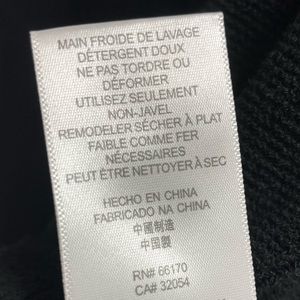 MAIN FROIDE DE LAVAGE
DÉTERGENT DOUX
NE PAS TORDRE OU
DÉFORMER
UTILISEZ SEULEMENT
NON-JAVEL
REMODELER SÉCHER À PLAT
FAIBLE COMME FER
NÉCESSAIRES
PEUT ÊTRE NETTOYER À SEC
HECHO EN CHINA
FABRICADO NA CHINA
中國制造
中国製
RN# 66170
CA# 32054